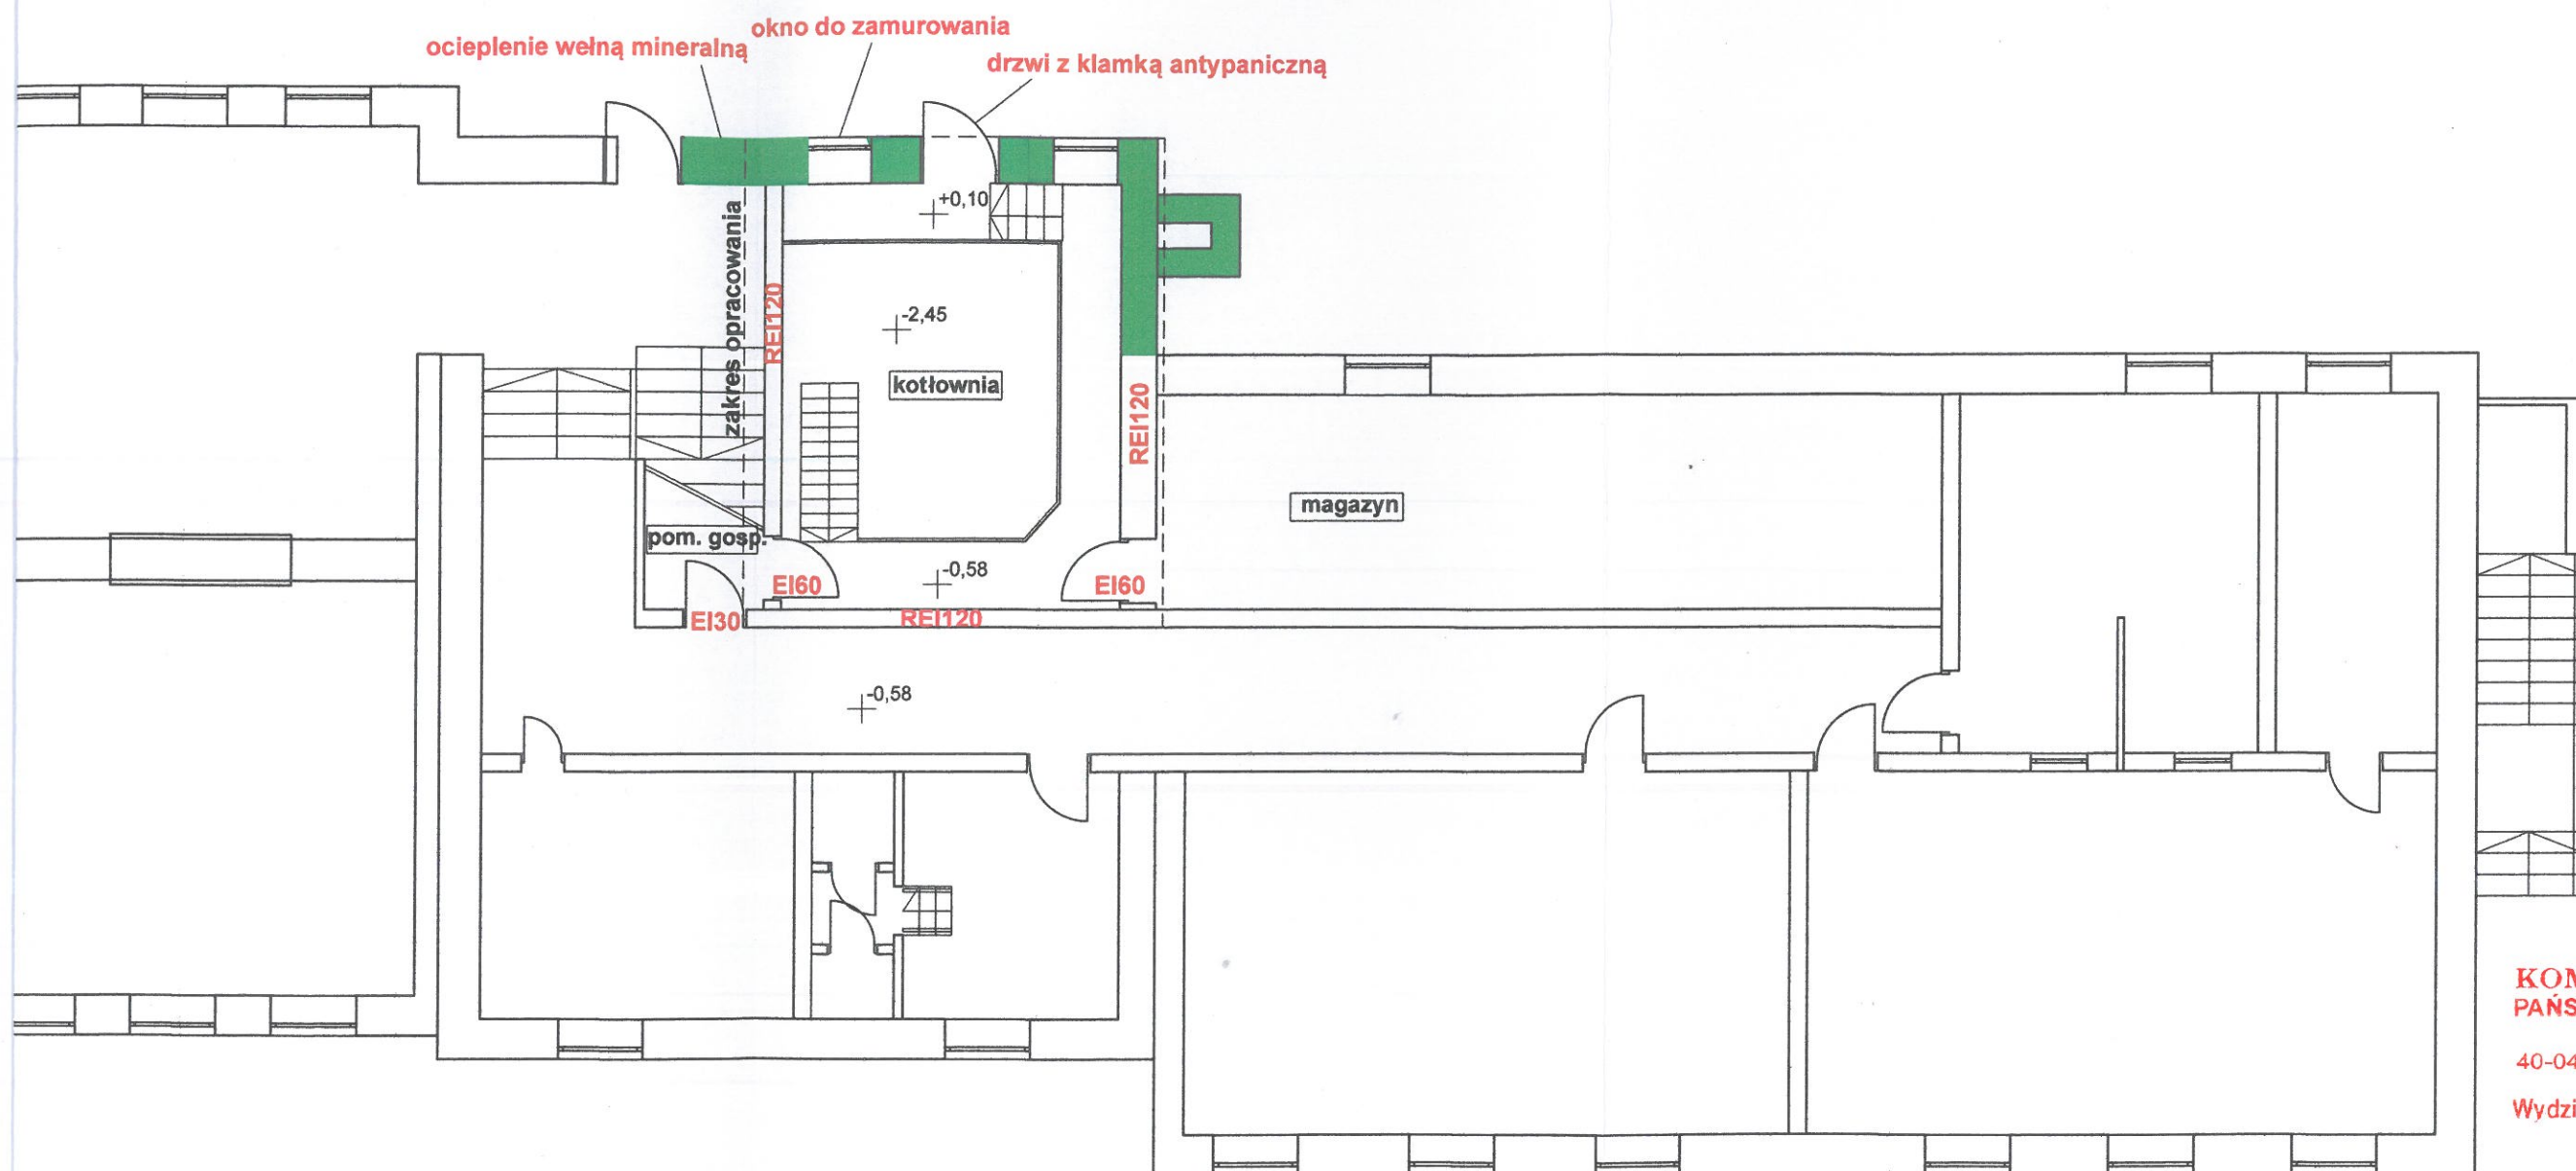 okno do zamurowania
ocieplenie wełną mineralną
drzwi z klamką antypaniczną
+0,10
zakres opracowania
REI120
-2,45
kotłownia
REI120
magazyn
pom. gosp.
-0,58
EI60
EI60
EI30
REI120
-0,58
KOM
PAŃS
40-04
Wydzi